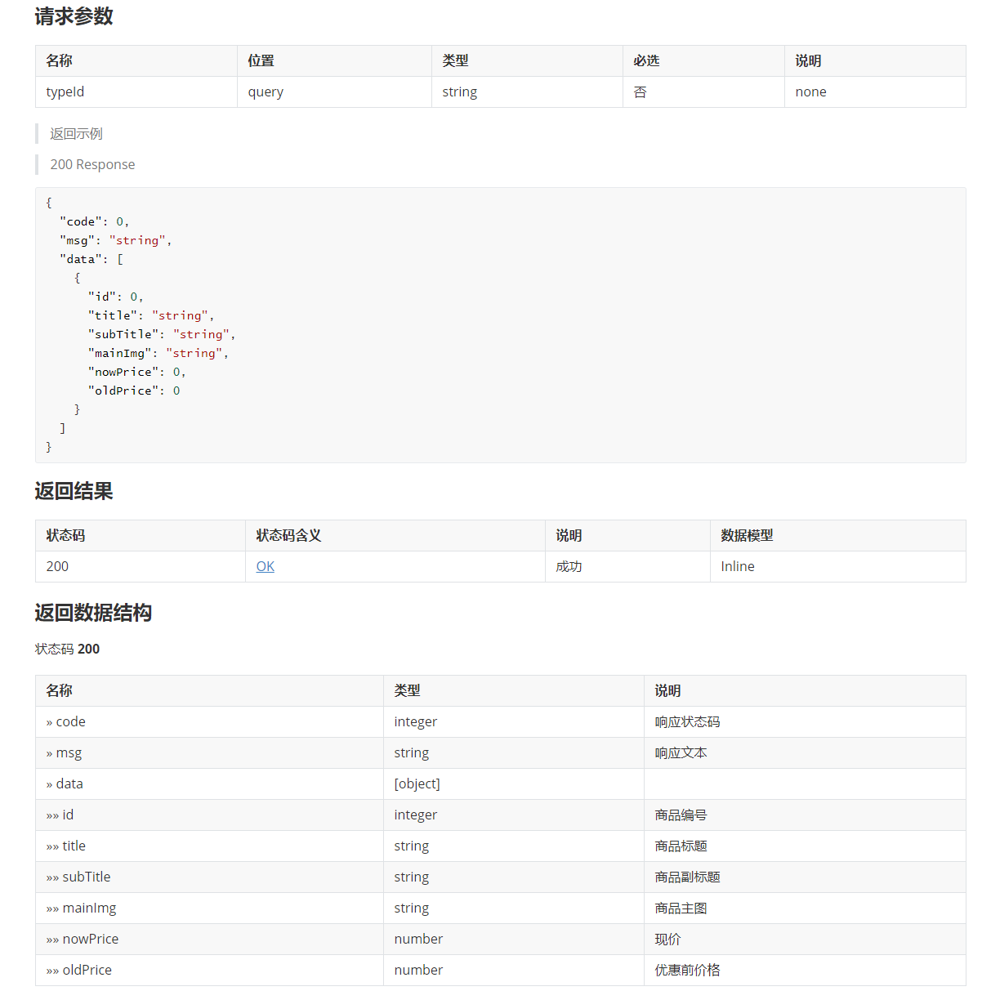 请求参数
名称 位置 类型 必选 说明
typeId query string 否 none
返回示例
200 Response
{
  "code": 0,
  "msg": "string",
  "data": [
    {
      "id": 0,
      "title": "string",
      "subTitle": "string",
      "mainImg": "string",
      "nowPrice": 0,
      "oldPrice": 0
    }
  ]
}
返回结果
状态码 状态码含义 说明 数据模型
200 OK 成功 Inline
返回数据结构
状态码 200
名称 类型 说明
» code integer 响应状态码
» msg string 响应文本
» data [object]
»» id integer 商品编号
»» title string 商品标题
»» subTitle string 商品副标题
»» mainImg string 商品主图
»» nowPrice number 现价
»» oldPrice number 优惠前价格